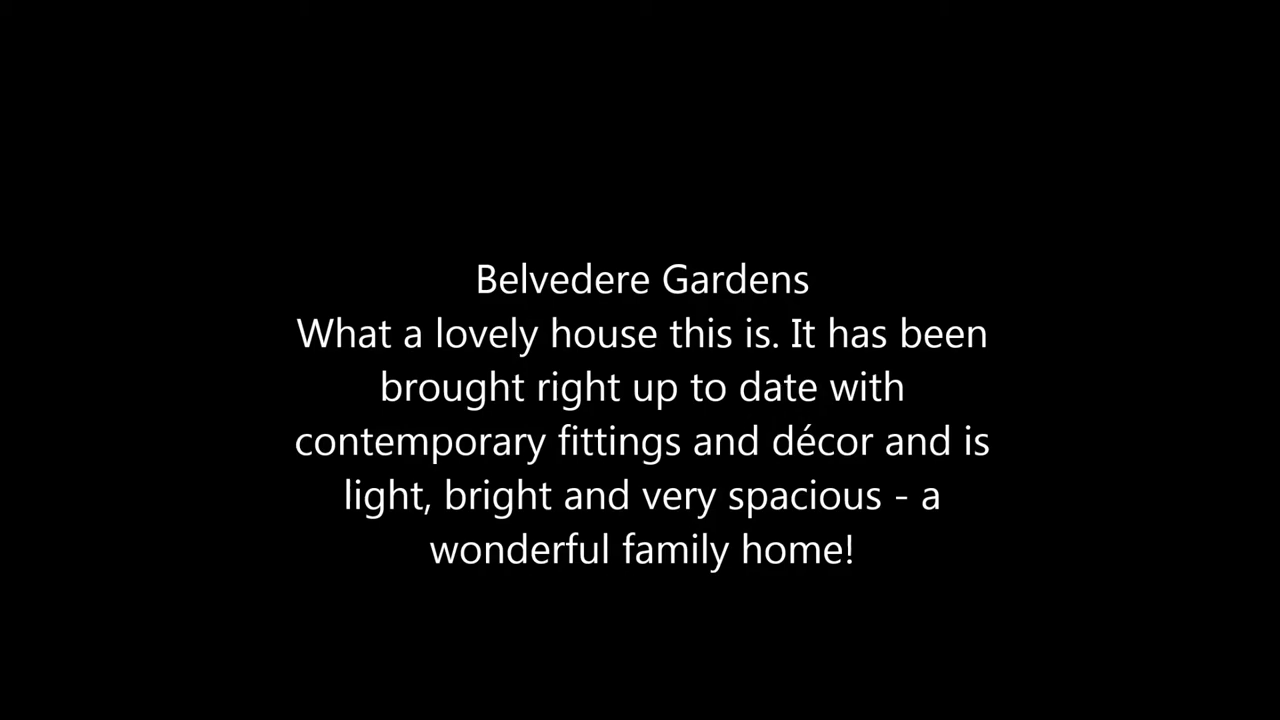 Belvedere Gardens
What a lovely house this is. It has been
brought right up to date with
contemporary fittings and décor and is
light, bright and very spacious - a
wonderful family home!